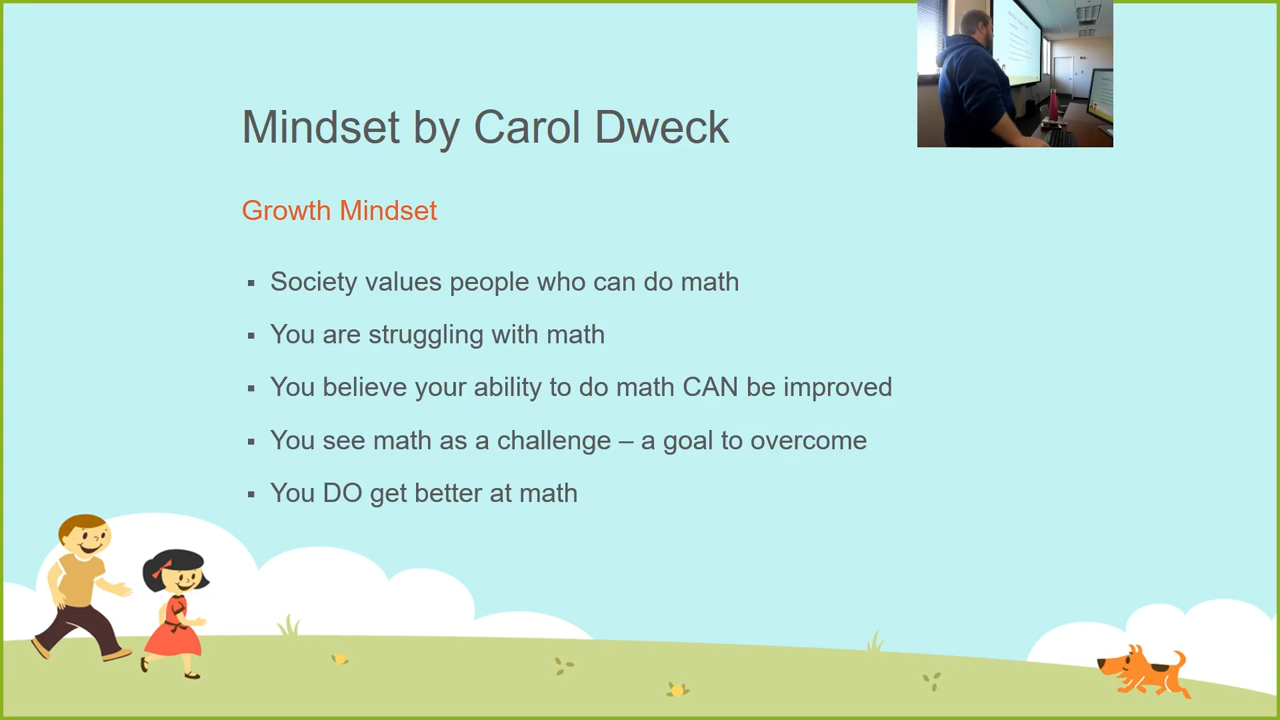 Mindset by Carol Dweck
Growth Mindset
▪ Society values people who can do math
▪ You are struggling with math
▪ You believe your ability to do math CAN be improved
▪ You see math as a challenge – a goal to overcome
▪ You DO get better at math